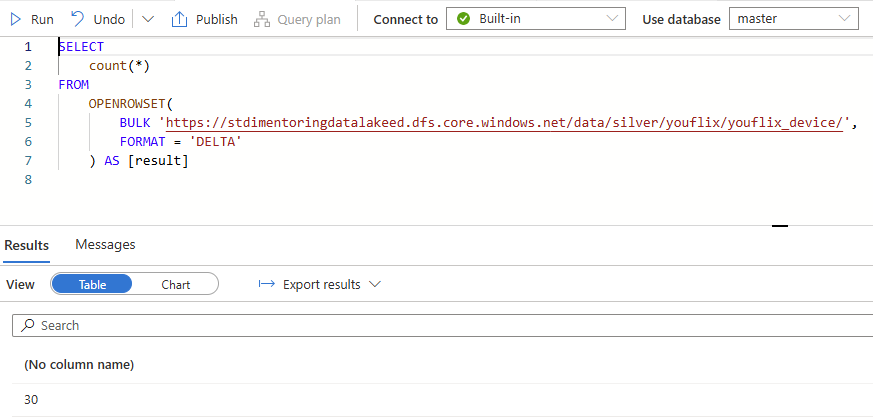 Run Undo Publish Query plan Connect to Built-in Use database master
1 SELECT
2 count(*)
3 FROM
4 OPENROWSET(
5 BULK 'https://stdimentoringdatalakeed.dfs.core.windows.net/data/silver/youflix/youflix_device/',
6 FORMAT = 'DELTA'
7 ) AS [result]
8
Results Messages
View Table Chart Export results
Search
(No column name)
30